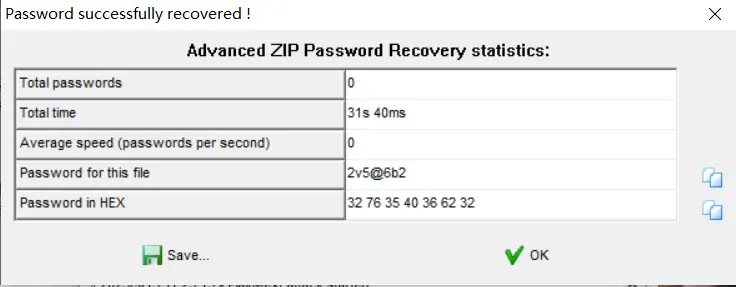 Password successfully recovered !
Advanced ZIP Password Recovery statistics:
Total passwords 0
Total time 31s 40ms
Average speed (passwords per second) 0
Password for this file 2v5@6b2
Password in HEX 32 76 35 40 36 62 32
Save... OK